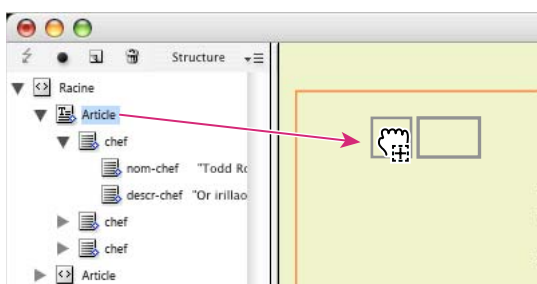 Structure
Racine
Article
chef
nom-chef "Todd Ro
descr-chef "Or irillao
chef
chef
Article